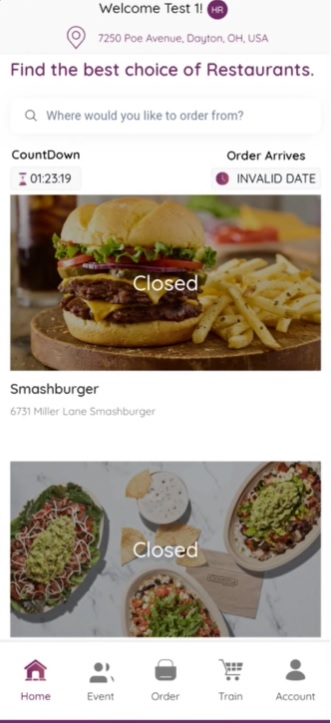 Welcome Test 1! HR
7250 Poe Avenue, Dayton, OH, USA
Find the best choice of Restaurants.
Where would you like to order from?
CountDown
Order Arrives
01:23:19
INVALID DATE
Closed
Smashburger
6731 Miller Lane Smashburger
Closed
Home Event Order Train Account